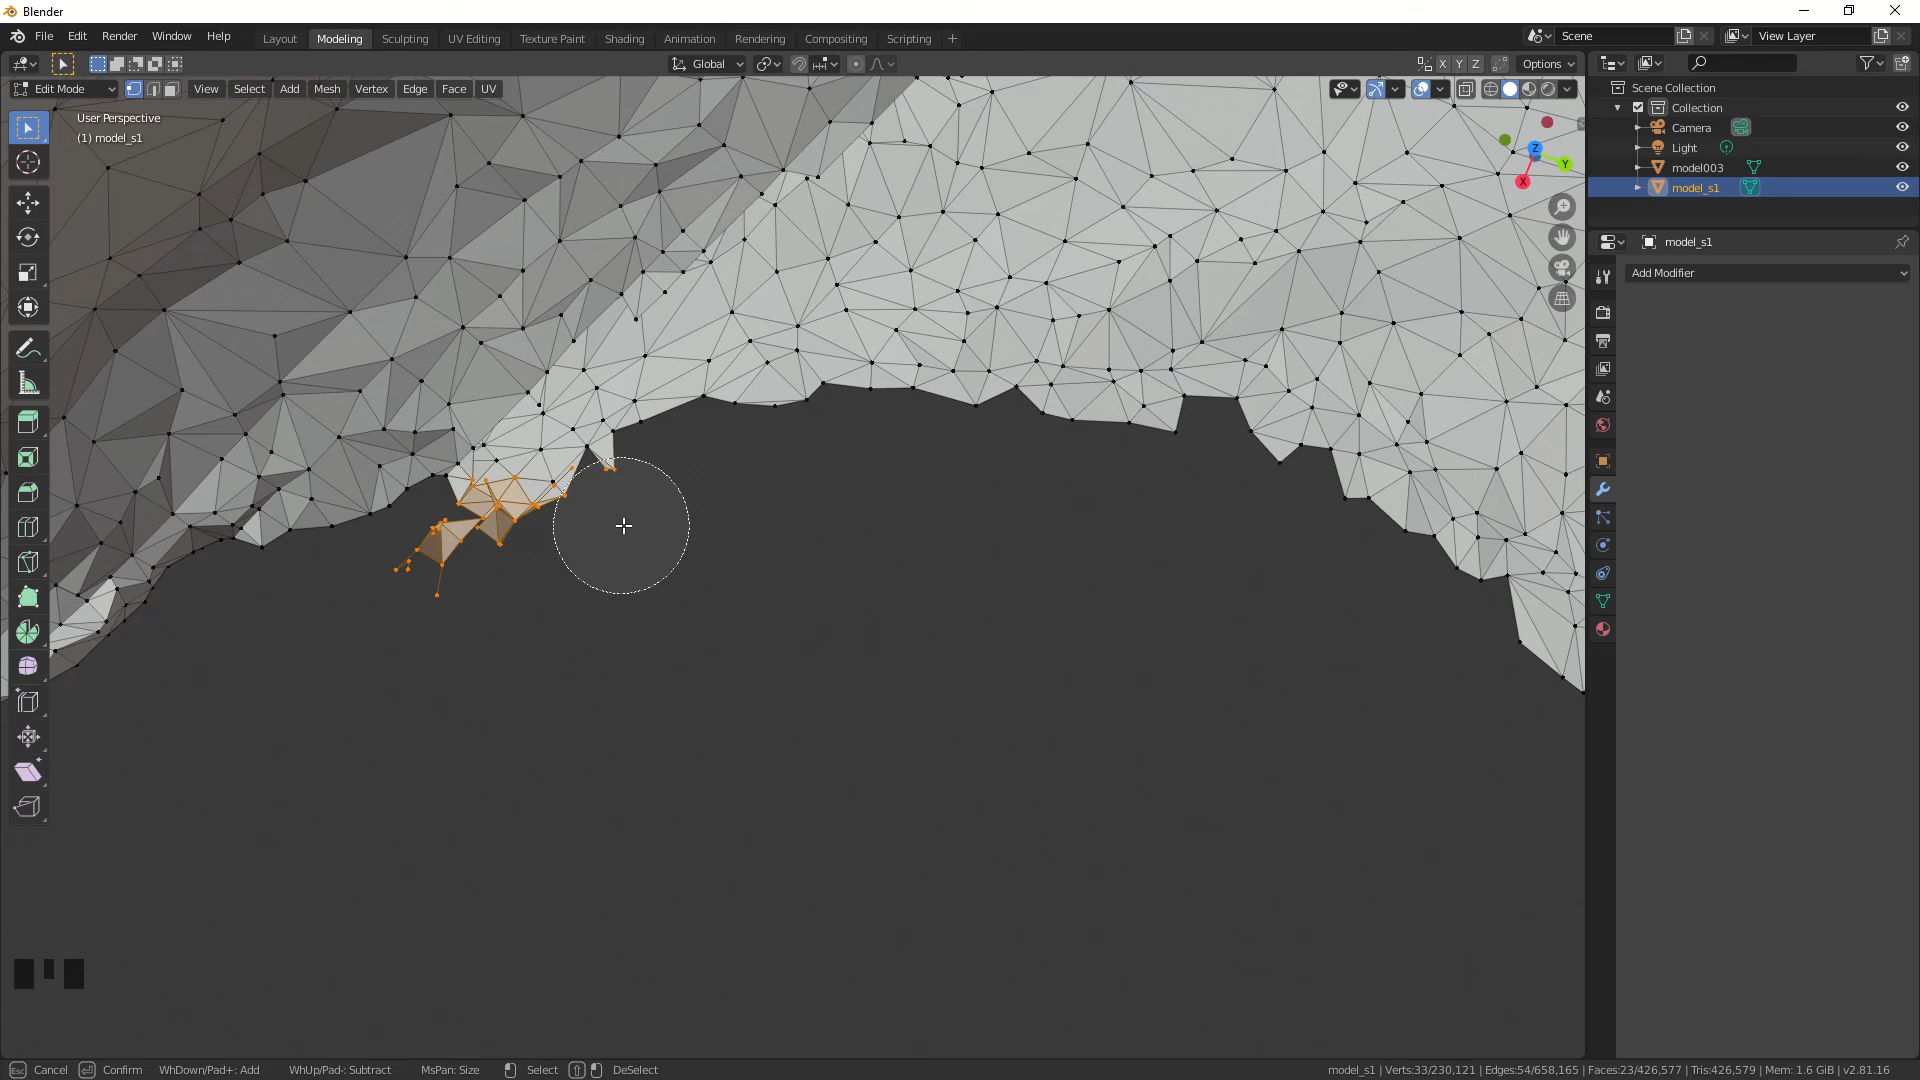 Blender
File Edit Render Window Help Layout Modeling Sculpting UV Editing Texture Paint Shading Animation Rendering Compositing Scripting + Scene View Layer
Global X Y Z Options
Edit Mode View Select Add Mesh Vertex Edge Face UV
Scene Collection
Collection
Camera
Light
model003
model_s1
User Perspective
(1) model_s1
Z
Y
X
model_s1
Add Modifier
Esc Cancel Confirm WhDown/Pad+: Add WhUp/Pad-: Subtract MsPan: Size Select DeSelect model_s1 | Verts:33/230,121 | Edges:54/658,165 | Faces:23/426,577 | Tris:426,579 | Mem: 1.6 GiB | v2.81.16